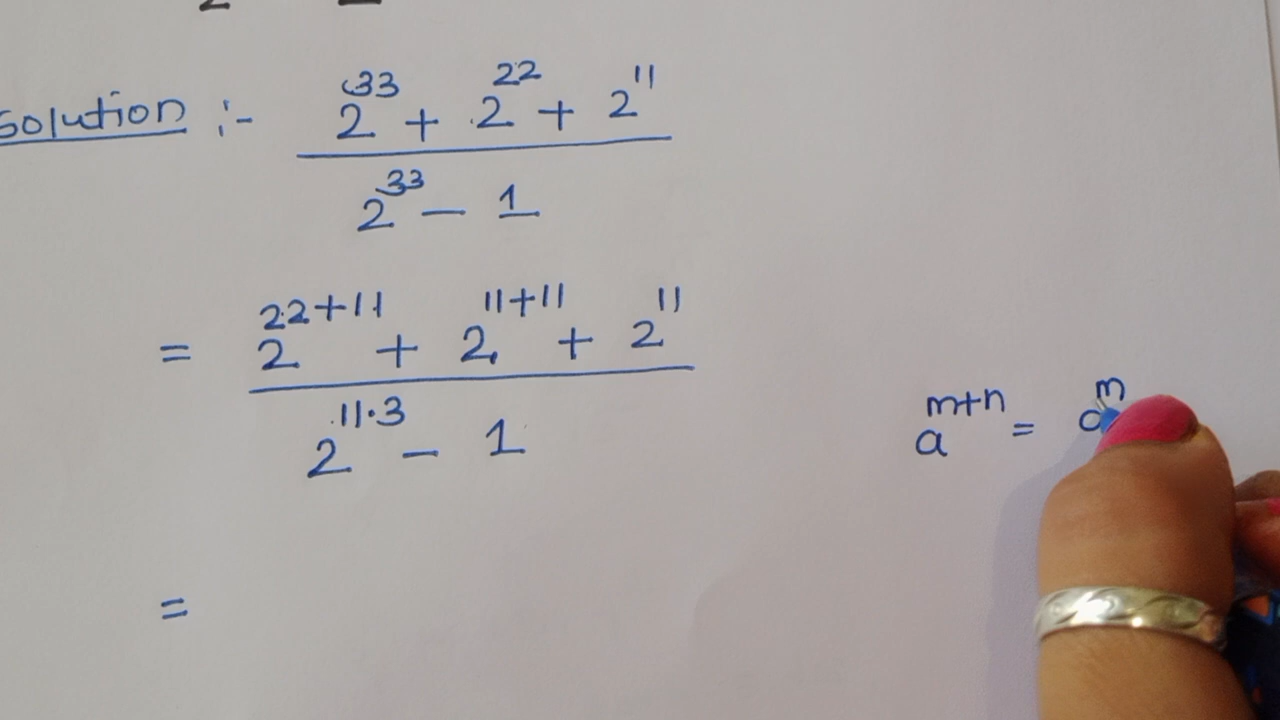 Solution :- 2^33 + 2^22 + 2^11
2^33 - 1
= 2^22+11 + 2^11+11 + 2^11
2^11·3 - 1
a^m+n = a^m
=